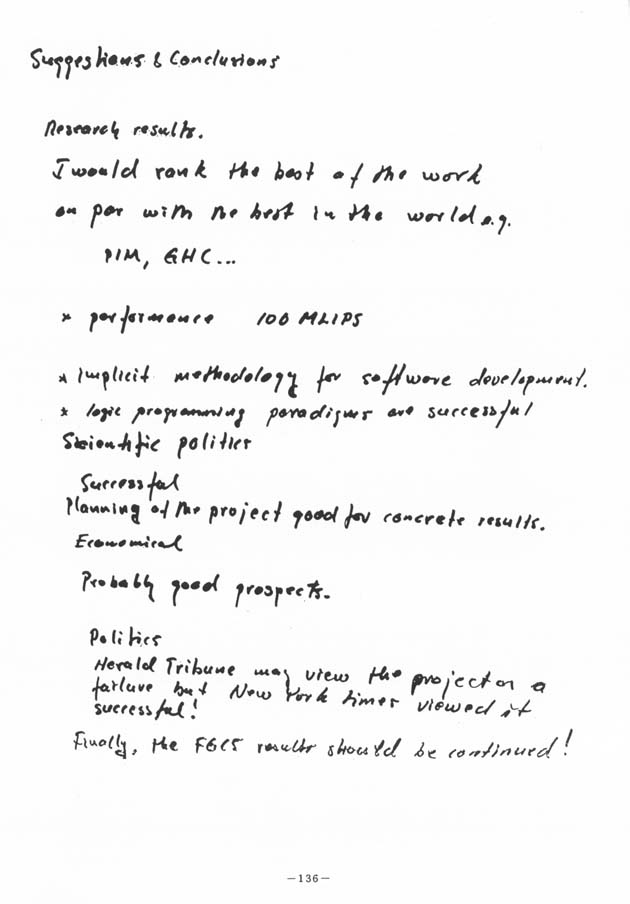 Suggestions & Conclusions
Research results.
I would rank the best of the work
on par with the best in the world e.g.
PIM, GHC...
* performance 100 MLIPS
* implicit methodology for software development.
* logic programming paradigms are successful
Scientific politics
Successful
Planning of the project good for concrete results.
Economical
Probably good prospects.
Politics
Herald Tribune may view the project as a
failure but New York times viewed it
successful!
Finally, the FGCS results should be continued!
—136—